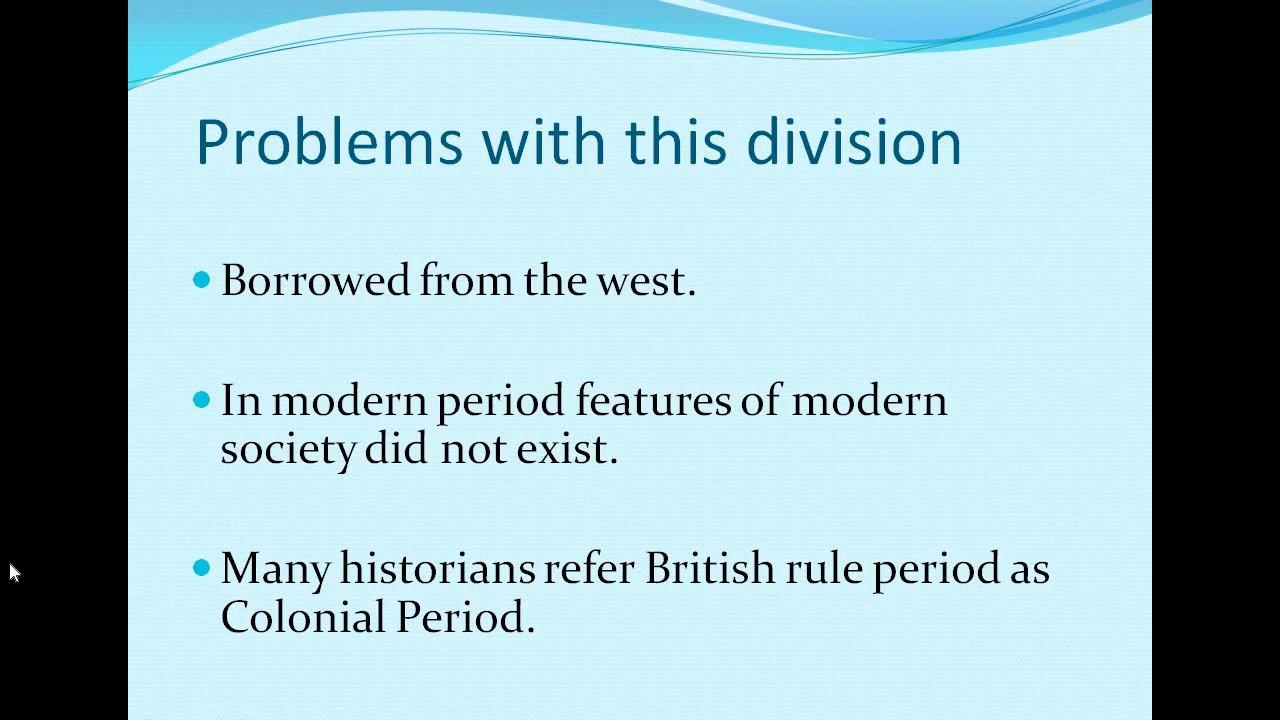 Problems with this division
Borrowed from the west.
In modern period features of modern
society did not exist.
Many historians refer British rule period as
Colonial Period.